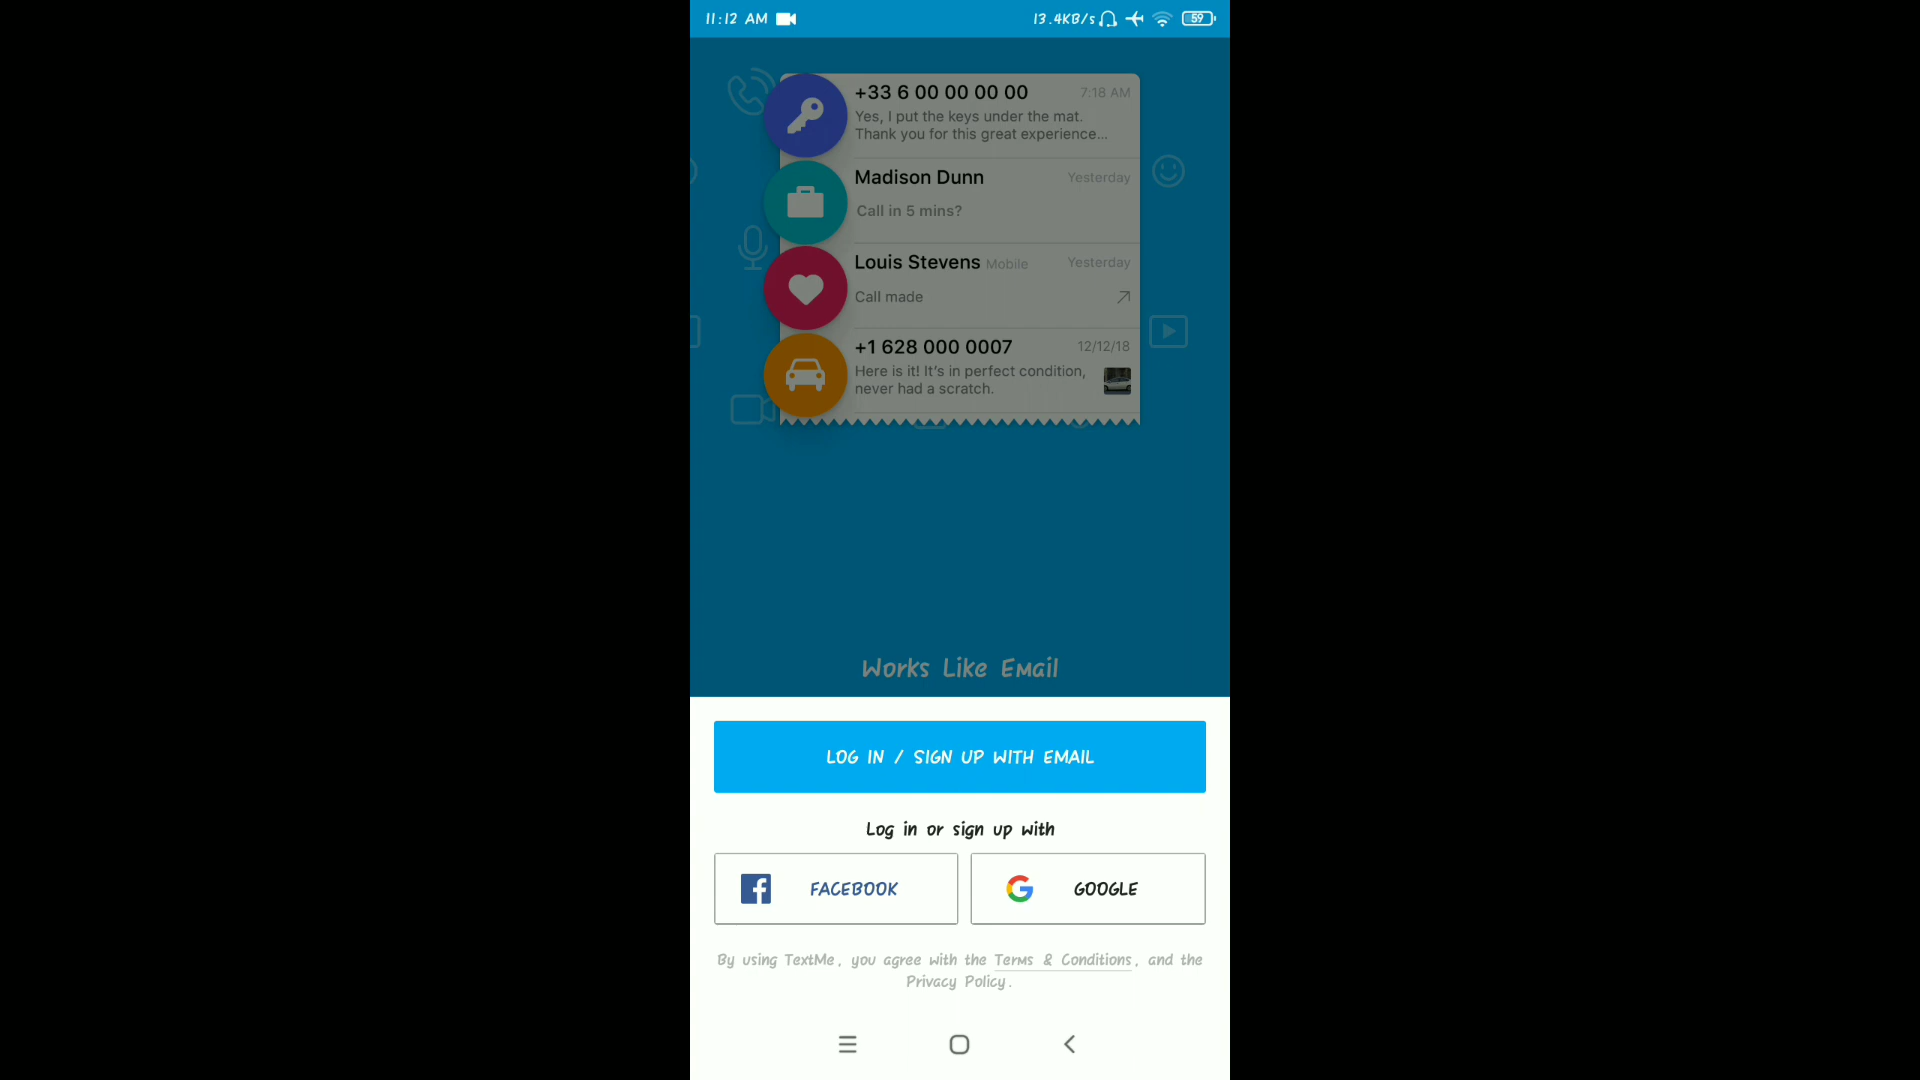 11:12 AM
13.4KB/s
59
+33 6 00 00 00 00
7:18 AM
Yes, I put the keys under the mat.
Thank you for this great experience...
Madison Dunn
Yesterday
Call in 5 mins?
Louis Stevens Mobile
Yesterday
Call made
+1 628 000 0007
12/12/18
Here is it! It's in perfect condition,
never had a scratch.
Works Like Email
LOG IN / SIGN UP WITH EMAIL
Log in or sign up with
FACEBOOK
GOOGLE
By using TextMe, you agree with the Terms & Conditions, and the
Privacy Policy.